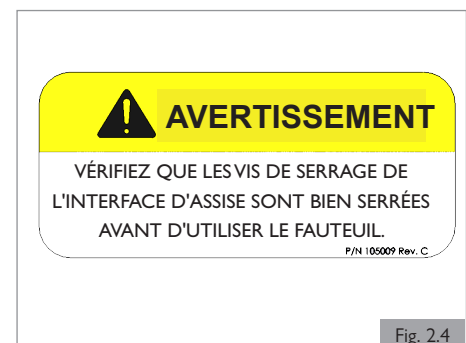 AVERTISSEMENT
VÉRIFIEZ QUE LES VIS DE SERRAGE DE
L'INTERFACE D'ASSISE SONT BIEN SERRÉES
AVANT D'UTILISER LE FAUTEUIL.
P/N 105009 Rev. C
Fig. 2.4